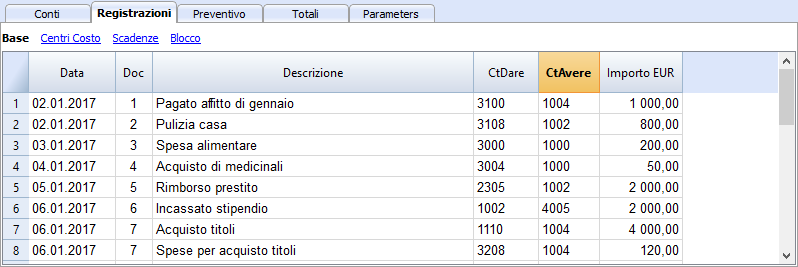 Conti Registrazioni Preventivo Totali Parameters
Base Centri Costo Scadenze Blocco
Data Doc Descrizione CtDare CtAvere Importo EUR
1 02.01.2017 1 Pagato affitto di gennaio 3100 1004 1 000,00
2 02.01.2017 2 Pulizia casa 3108 1002 800,00
3 03.01.2017 3 Spesa alimentare 3000 1000 200,00
4 04.01.2017 4 Acquisto di medicinali 3004 1000 50,00
5 05.01.2017 5 Rimborso prestito 2305 1002 2 000,00
6 06.01.2017 6 Incassato stipendio 1002 4005 2 000,00
7 06.01.2017 7 Acquisto titoli 1110 1004 4 000,00
8 06.01.2017 7 Spese per acquisto titoli 3208 1004 120,00